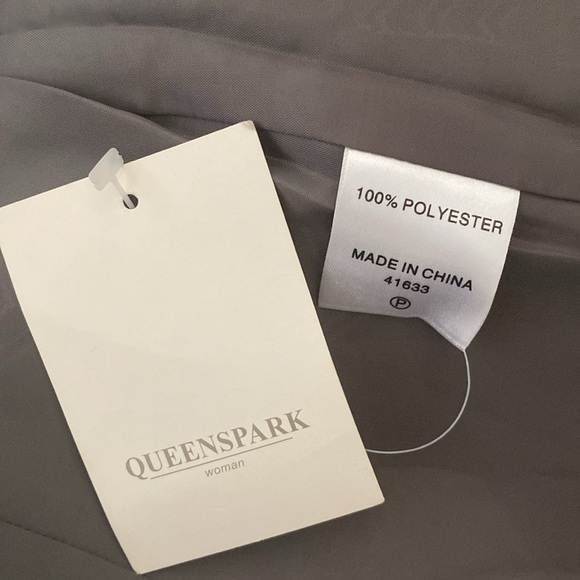 100% POLYESTER
MADE IN CHINA
41633
Ⓟ
QUEENSPARK
woman